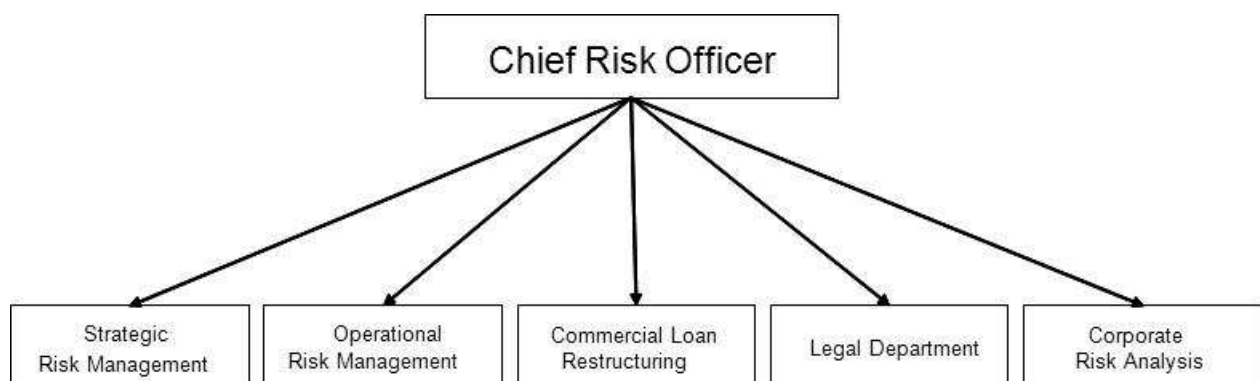 Chief Risk Officer
Strategic
Risk Management
Operational
Risk Management
Commercial Loan
Restructuring
Legal Department
Corporate
Risk Analysis